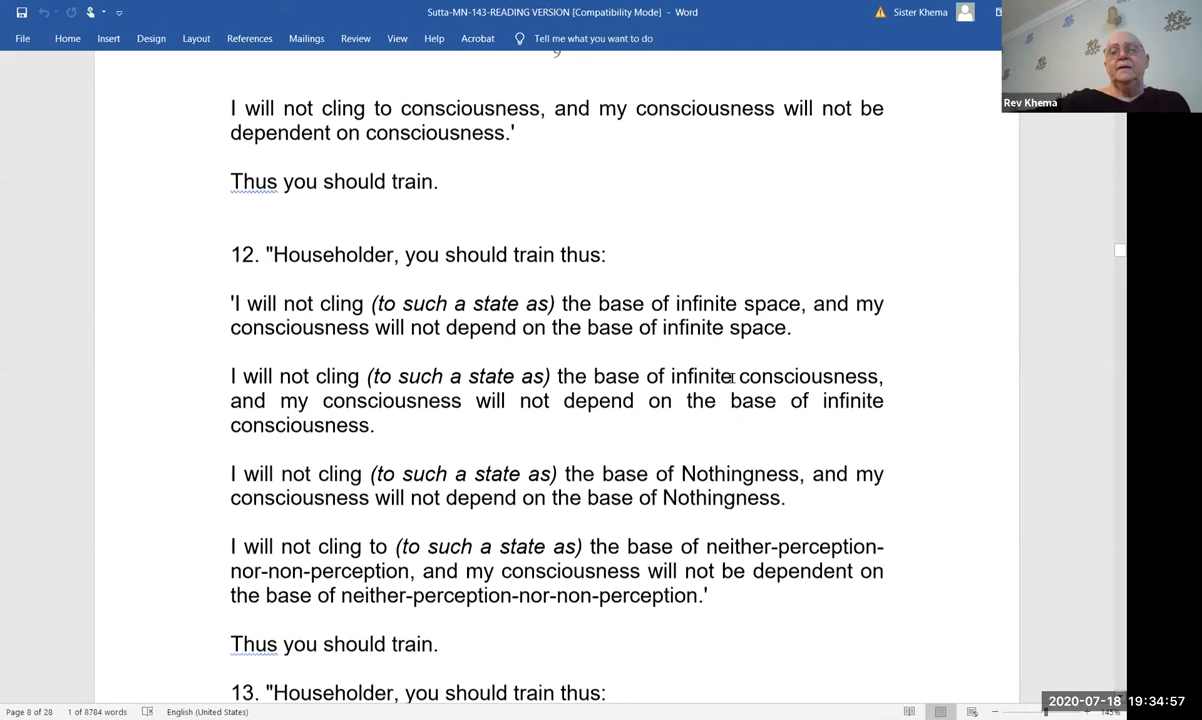 Sutta-MN-143-READING VERSION [Compatibility Mode] - Word
Sister Khema
File Home Insert Design Layout References Mailings Review View Help Acrobat Tell me what you want to do
Rev Khema
I will not cling to consciousness, and my consciousness will not be
dependent on consciousness.'
Thus you should train.
12. "Householder, you should train thus:
'I will not cling (to such a state as) the base of infinite space, and my
consciousness will not depend on the base of infinite space.
I will not cling (to such a state as) the base of infinite consciousness,
and my consciousness will not depend on the base of infinite
consciousness.
I will not cling (to such a state as) the base of Nothingness, and my
consciousness will not depend on the base of Nothingness.
I will not cling to (to such a state as) the base of neither-perception-
nor-non-perception, and my consciousness will not be dependent on
the base of neither-perception-nor-non-perception.'
Thus you should train.
13. "Householder, you should train thus:
Page 8 of 28 1 of 8784 words English (United States)
2020-07-18 19:34:57
145%